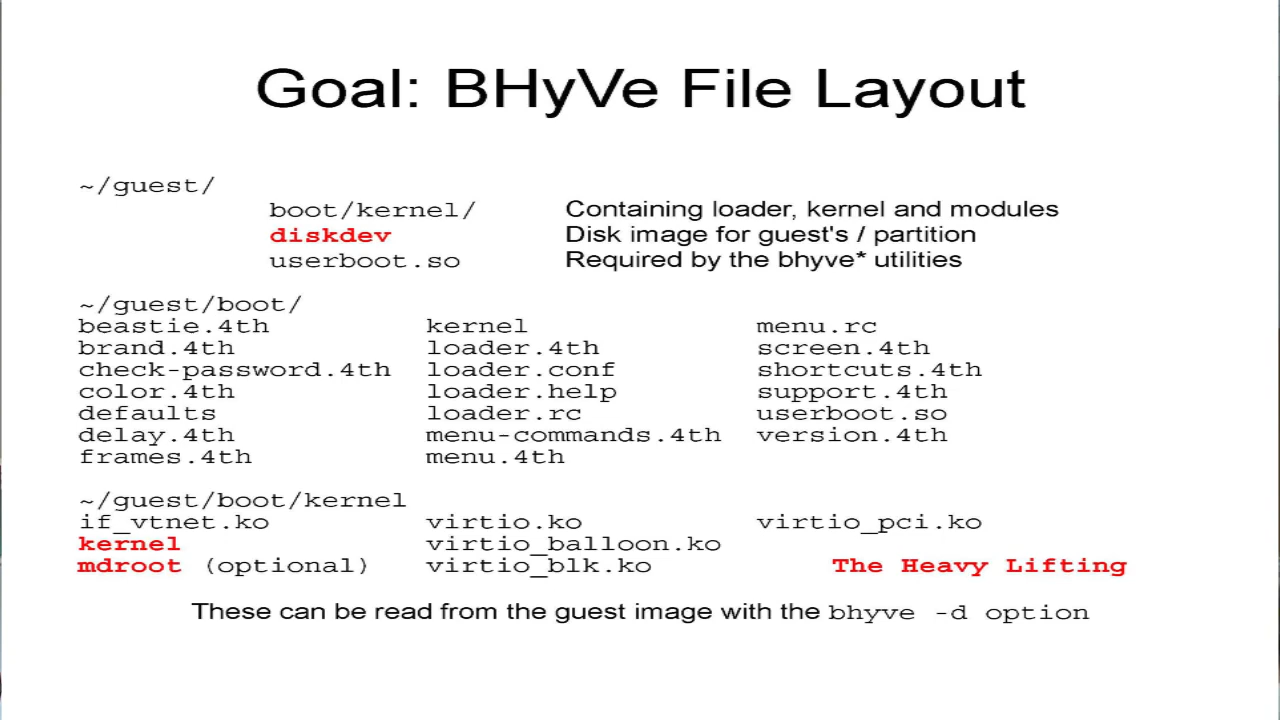 Goal: BHyVe File Layout
~/guest/
boot/kernel/ Containing loader, kernel and modules
diskdev Disk image for guest's / partition
userboot.so Required by the bhyve* utilities
~/guest/boot/
beastie.4th kernel menu.rc
brand.4th loader.4th screen.4th
check-password.4th loader.conf shortcuts.4th
color.4th loader.help support.4th
defaults loader.rc userboot.so
delay.4th menu-commands.4th version.4th
frames.4th menu.4th
~/guest/boot/kernel
if_vtnet.ko virtio.ko virtio_pci.ko
kernel virtio_balloon.ko
mdroot (optional) virtio_blk.ko The Heavy Lifting
These can be read from the guest image with the bhyve -d option